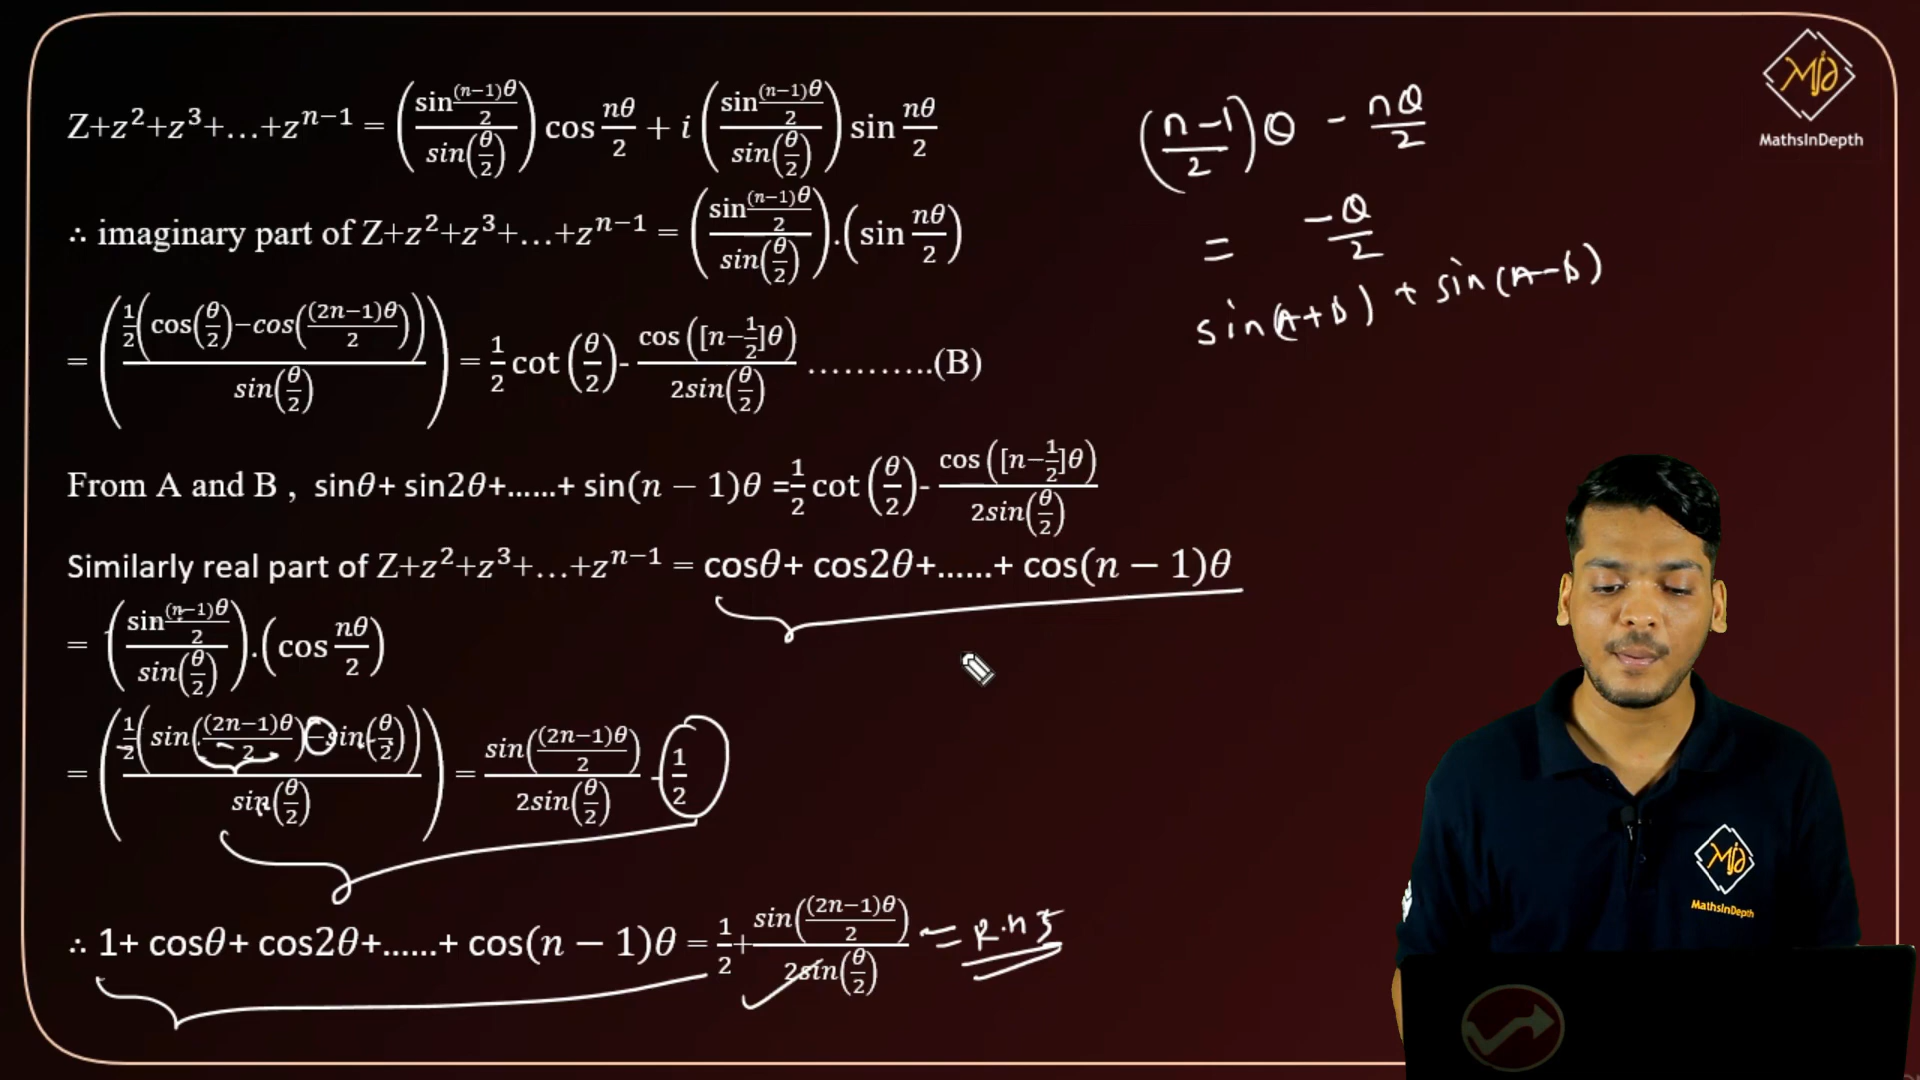 Z+z²+z³+...+zⁿ⁻¹ = (sin((n−1)θ/2)/sin(θ/2)) cos nθ/2 + i (sin((n−1)θ/2)/sin(θ/2)) sin nθ/2
∴ imaginary part of Z+z²+z³+...+zⁿ⁻¹ = (sin((n−1)θ/2)/sin(θ/2)).(sin nθ/2)
= (½(cos(θ/2)−cos((2n−1)θ/2))/sin(θ/2)) = 1/2 cot(θ/2)- cos([n−½]θ)/2sin(θ/2) ...........(B)
From A and B , sinθ+ sin2θ+......+ sin(n − 1)θ =1/2 cot(θ/2)- cos([n−½]θ)/2sin(θ/2)
Similarly real part of Z+z²+z³+...+zⁿ⁻¹ = cosθ+ cos2θ+......+ cos(n − 1)θ
= (sin((n−1)θ/2)/sin(θ/2)).(cos nθ/2)
= (½(sin((2n−1)θ/2)−sin(θ/2))/sin(θ/2)) = sin((2n−1)θ/2)/2sin(θ/2) - 1/2
∴ 1+ cosθ+ cos2θ+......+ cos(n − 1)θ = 1/2+ sin((2n−1)θ/2)/2sin(θ/2) = R.H.S
((n−1)/2)θ - nθ/2
= −θ/2
sin(A+B) + sin(A−B)
MID
MathsInDepth
MID
MathsInDepth